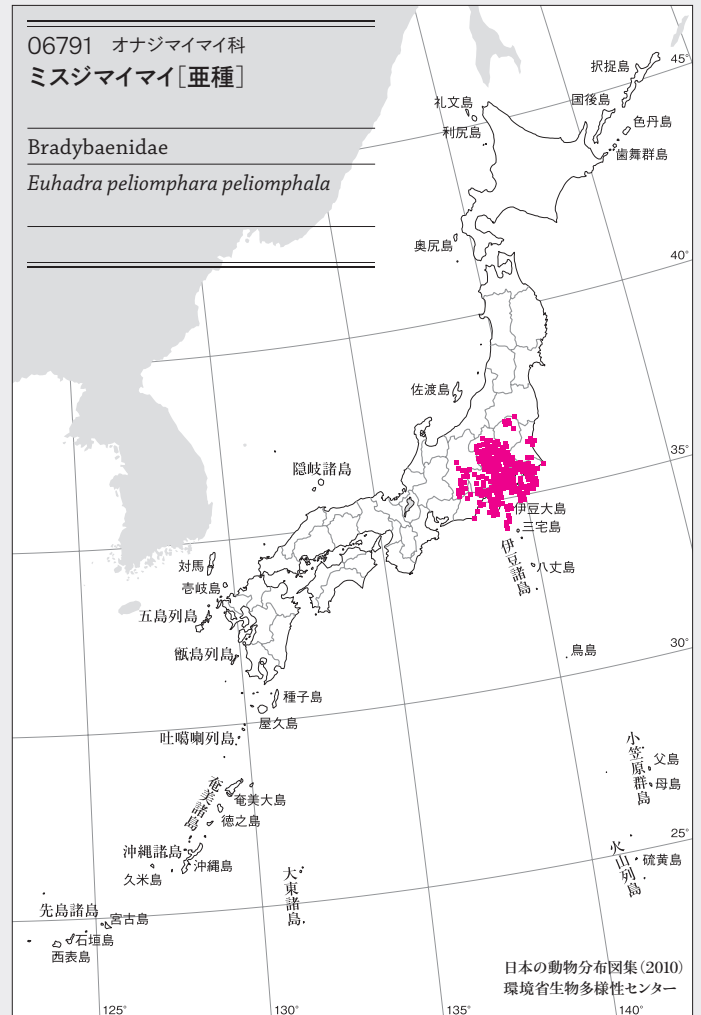 06791 オナジマイマイ科
ミスジマイマイ[亜種]
Bradybaenidae
Euhadra peliomphara peliomphala
択捉島
45°
国後島
礼文島
色丹島
利尻島
歯舞群島
奥尻島
40°
佐渡島
35°
隠岐諸島
伊豆大島
三宅島
伊豆諸島
八丈島
対馬
壱岐島
五島列島
甑島列島
鳥島
30°
種子島
屋久島
吐噶喇列島
小笠原群島
父島
母島
奄美諸島
奄美大島
徳之島
25°
火山列島
硫黄島
沖縄諸島
沖縄島
久米島
大東諸島
先島諸島
宮古島
石垣島
西表島
日本の動物分布図集(2010)
環境省生物多様性センター
125°
130°
135°
140°